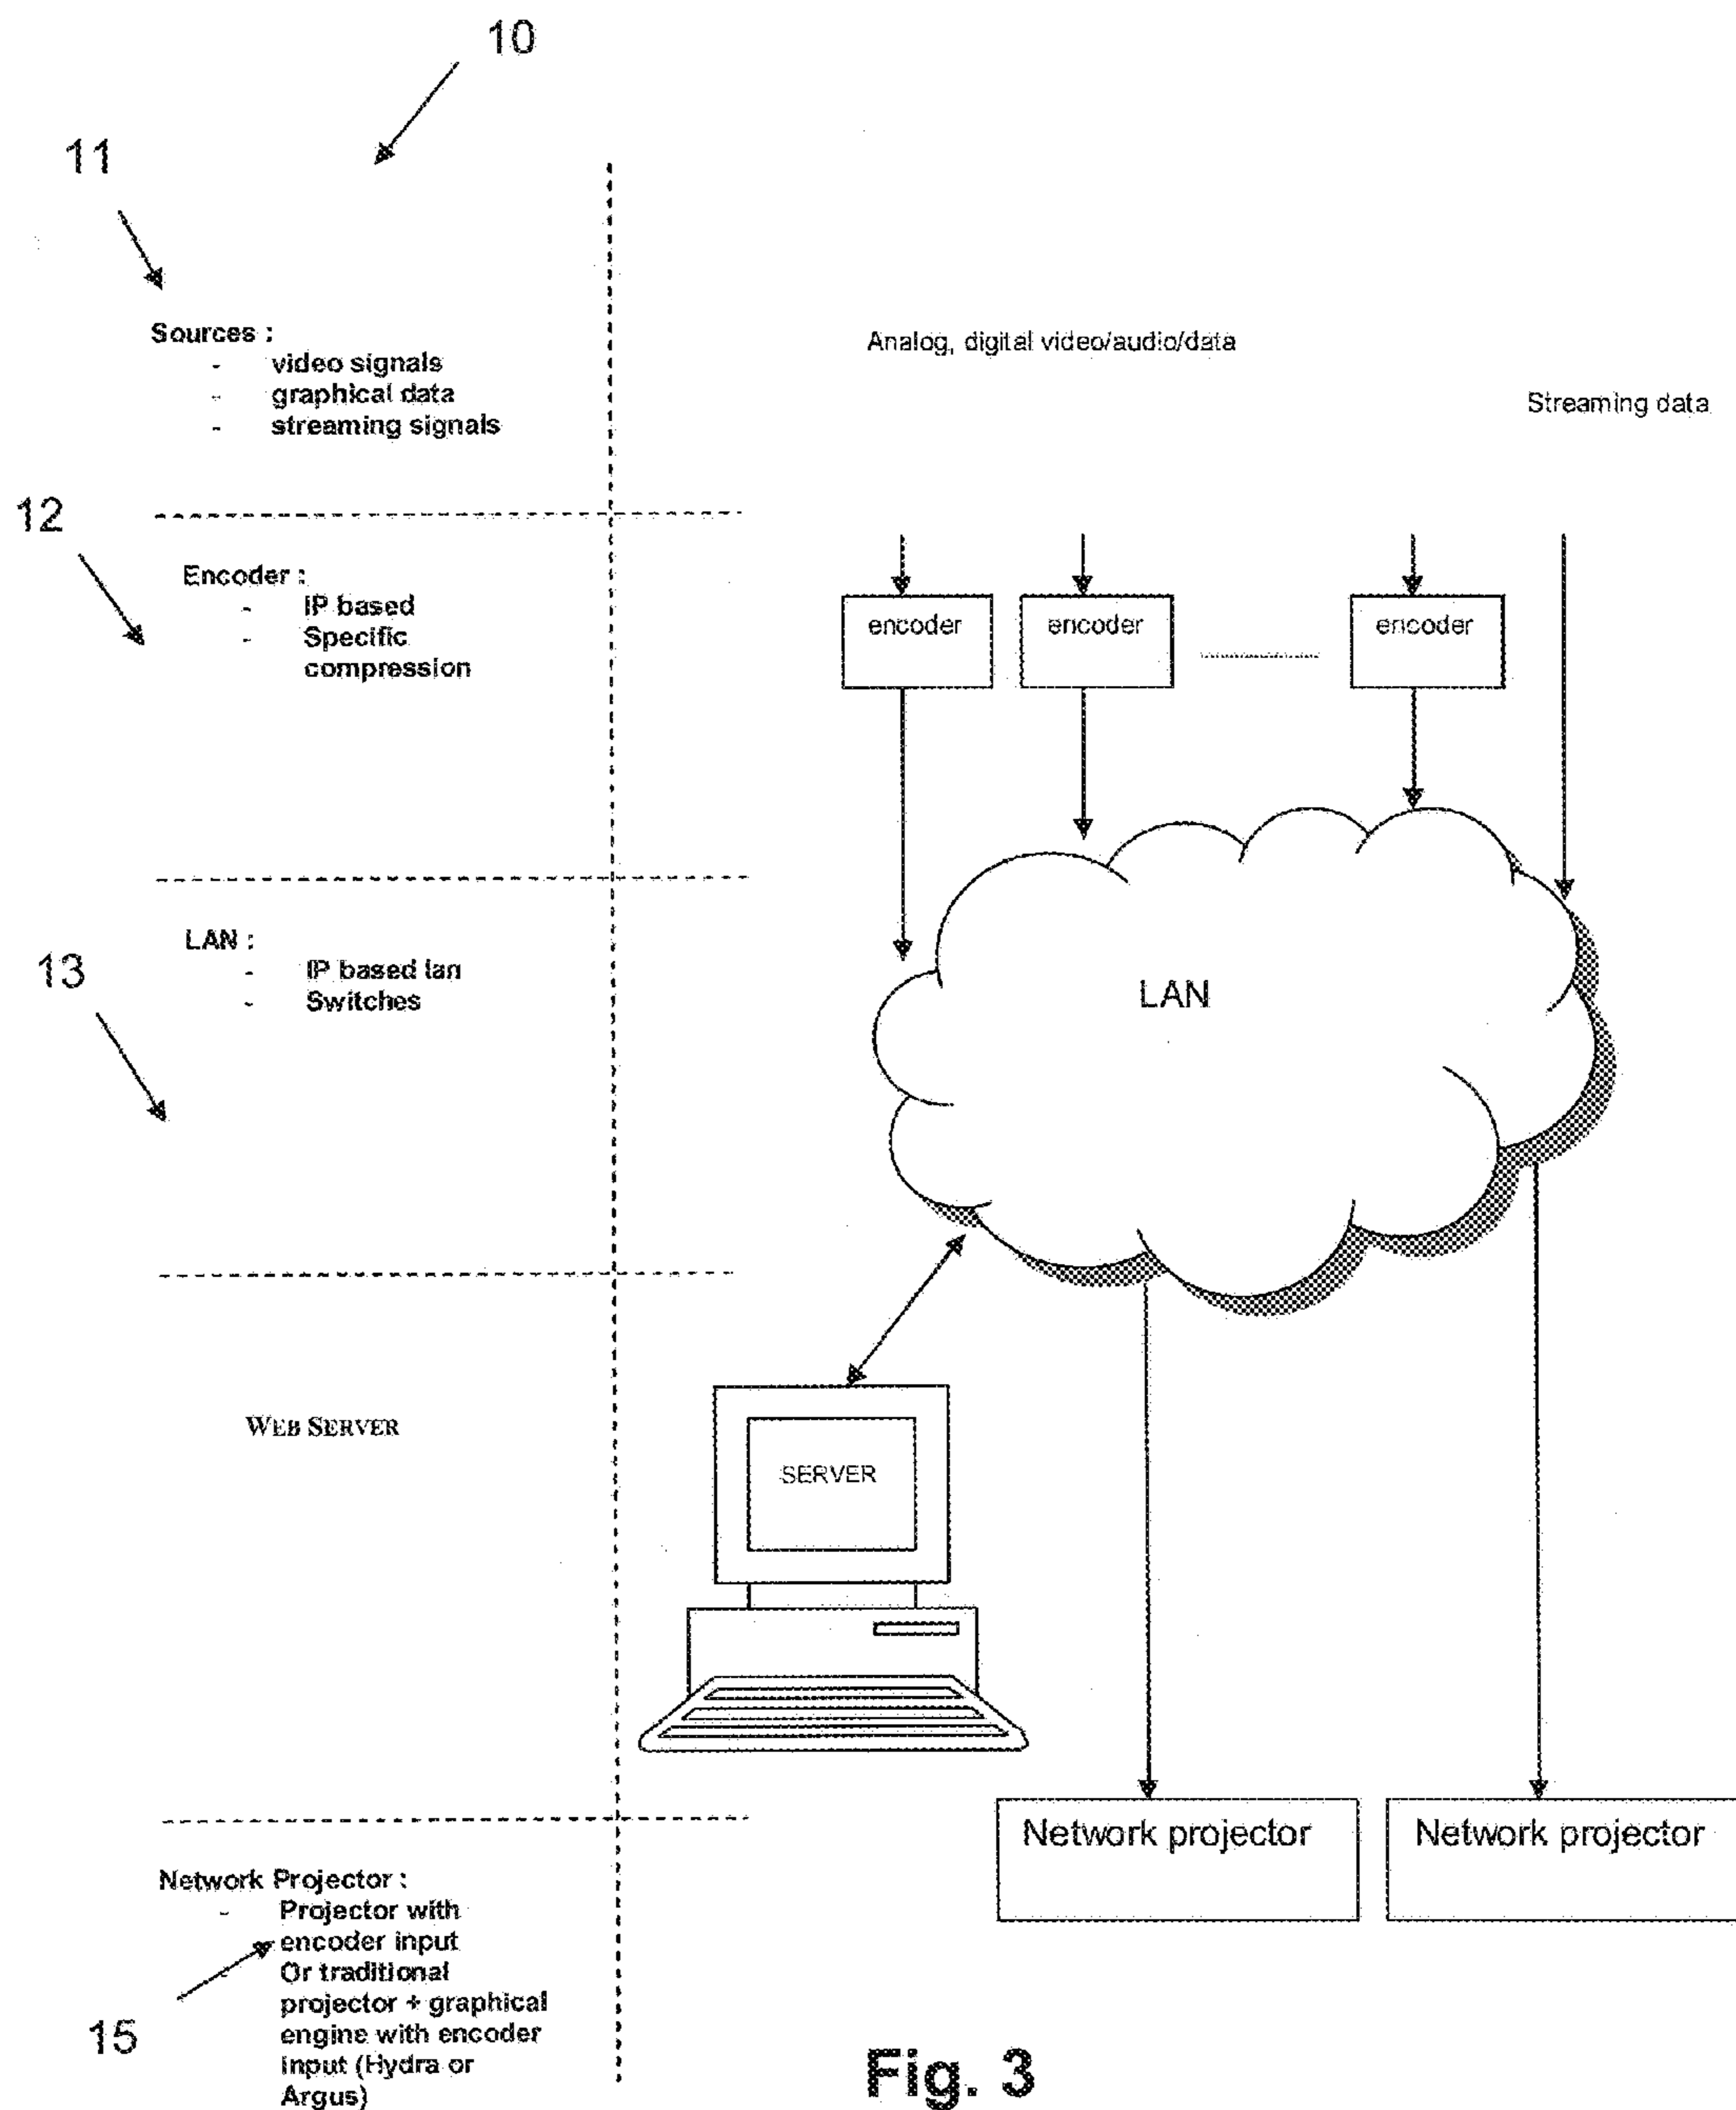 10
11
Sources :
- video signals
- graphical data
- streaming signals
Analog, digital video/audio/data
Streaming data
12
Encoder :
- IP based
- Specific
compression
encoder
encoder
encoder
13
LAN :
- IP based lan
- Switches
LAN
WEB SERVER
SERVER
Network Projector :
- Projector with
encoder input
- Or traditional
projector + graphical
engine with encoder
input (Hydra or
Argus)
15
Network projector
Network projector
Fig. 3